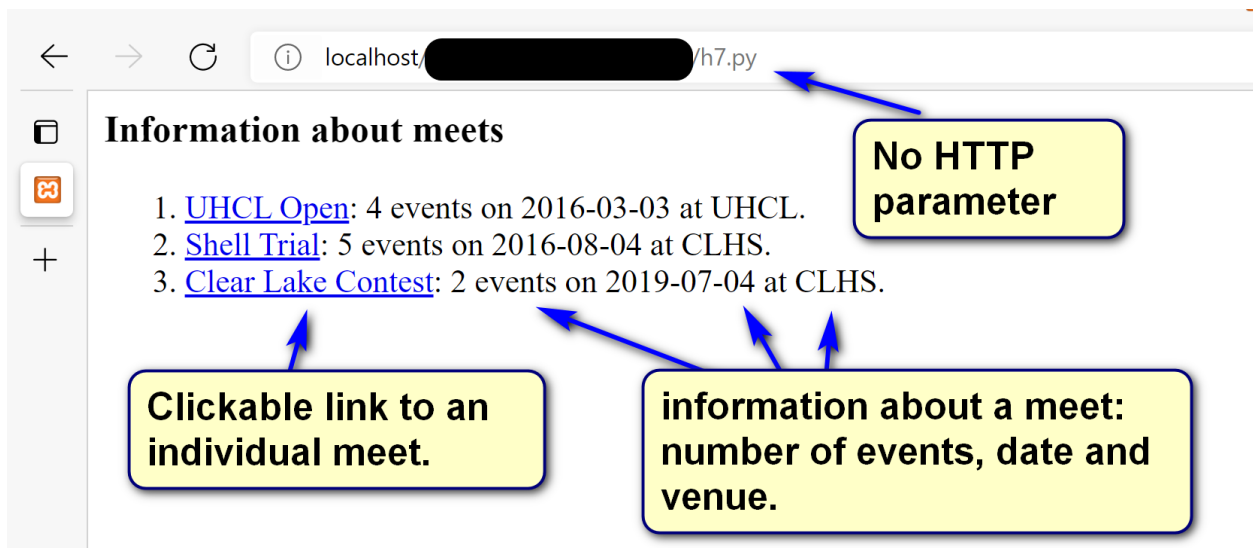 localhost/ /h7.py
Information about meets
No HTTP
parameter
1. UHCL Open: 4 events on 2016-03-03 at UHCL.
2. Shell Trial: 5 events on 2016-08-04 at CLHS.
3. Clear Lake Contest: 2 events on 2019-07-04 at CLHS.
Clickable link to an
individual meet.
information about a meet:
number of events, date and
venue.